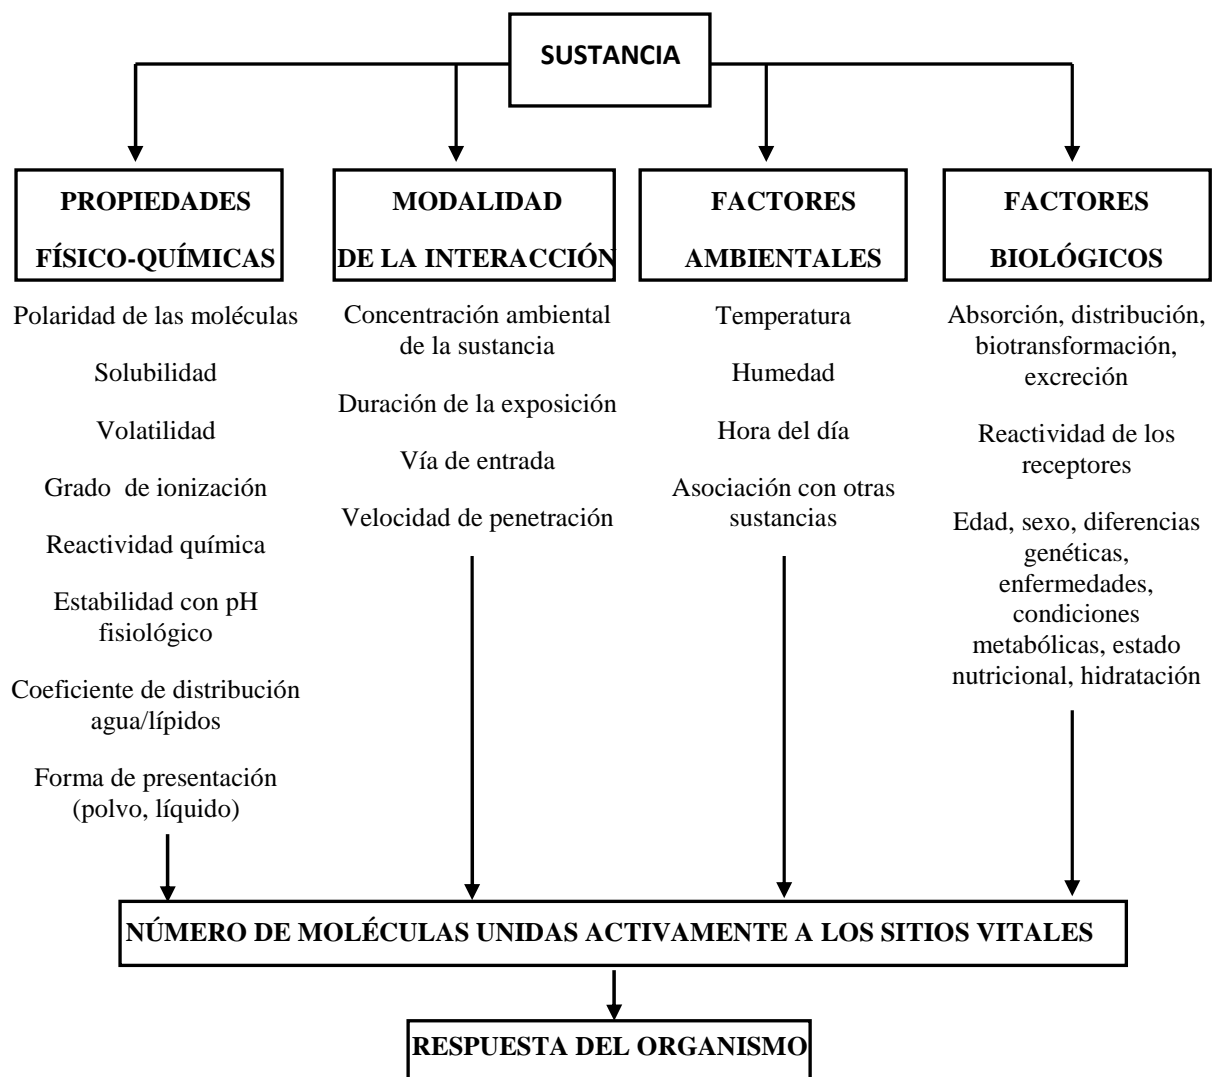 SUSTANCIA
PROPIEDADES
FÍSICO-QUÍMICAS
Polaridad de las moléculas
Solubilidad
Volatilidad
Grado de ionización
Reactividad química
Estabilidad con pH
fisiológico
Coeficiente de distribución
agua/lípidos
Forma de presentación
(polvo, líquido)
MODALIDAD
DE LA INTERACCIÓN
Concentración ambiental
de la sustancia
Duración de la exposición
Vía de entrada
Velocidad de penetración
FACTORES
AMBIENTALES
Temperatura
Humedad
Hora del día
Asociación con otras
sustancias
FACTORES
BIOLÓGICOS
Absorción, distribución,
biotransformación,
excreción
Reactividad de los
receptores
Edad, sexo, diferencias
genéticas,
enfermedades,
condiciones
metabólicas, estado
nutricional, hidratación
NÚMERO DE MOLÉCULAS UNIDAS ACTIVAMENTE A LOS SITIOS VITALES
RESPUESTA DEL ORGANISMO